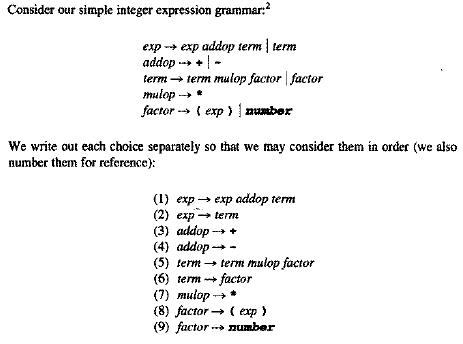 Consider our simple integer expression grammar:²
exp → exp addop term | term
addop → + | -
term → term mulop factor | factor
mulop → *
factor → ( exp ) | number
We write out each choice separately so that we may consider them in order (we also
number them for reference):
(1) exp → exp addop term
(2) exp → term
(3) addop → +
(4) addop → -
(5) term → term mulop factor
(6) term → factor
(7) mulop → *
(8) factor → ( exp )
(9) factor → number